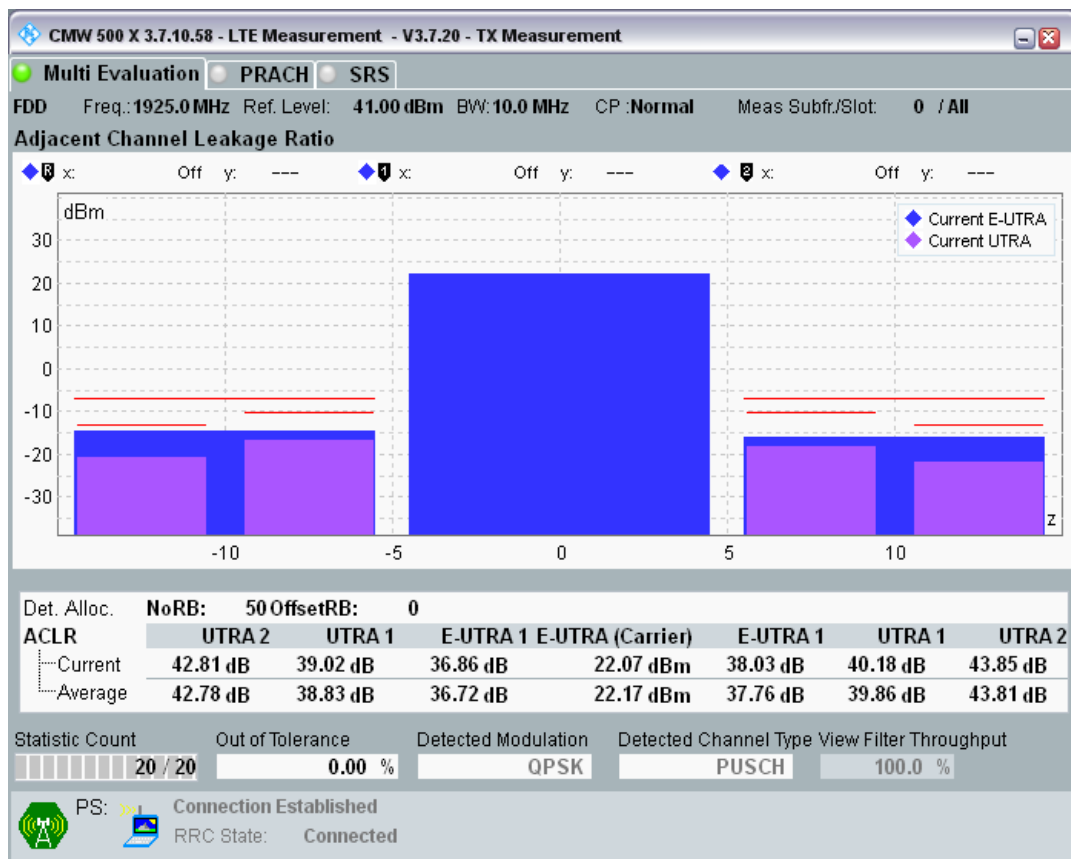 CMW 500 X 3.7.10.58 - LTE Measurement - V3.7.20 - TX Measurement
Multi Evaluation PRACH SRS
FDD Freq.: 1925.0 MHz Ref. Level: 41.00 dBm BW: 10.0 MHz CP :Normal Meas Subfr./Slot: 0 / All
Adjacent Channel Leakage Ratio
R x: Off y: --- 1 x: Off y: --- 2 x: Off y: ---
dBm
Current E-UTRA
Current UTRA
30
20
10
0
-10
-20
-30
z
-10 -5 0 5 10
Det. Alloc. NoRB: 50 OffsetRB: 0
ACLR UTRA 2 UTRA 1 E-UTRA 1 E-UTRA (Carrier) E-UTRA 1 UTRA 1 UTRA 2
Current 42.81 dB 39.02 dB 36.86 dB 22.07 dBm 38.03 dB 40.18 dB 43.85 dB
Average 42.78 dB 38.83 dB 36.72 dB 22.17 dBm 37.76 dB 39.86 dB 43.81 dB
Statistic Count Out of Tolerance Detected Modulation Detected Channel Type View Filter Throughput
20 / 20 0.00 % QPSK PUSCH 100.0 %
PS: Connection Established
RRC State: Connected